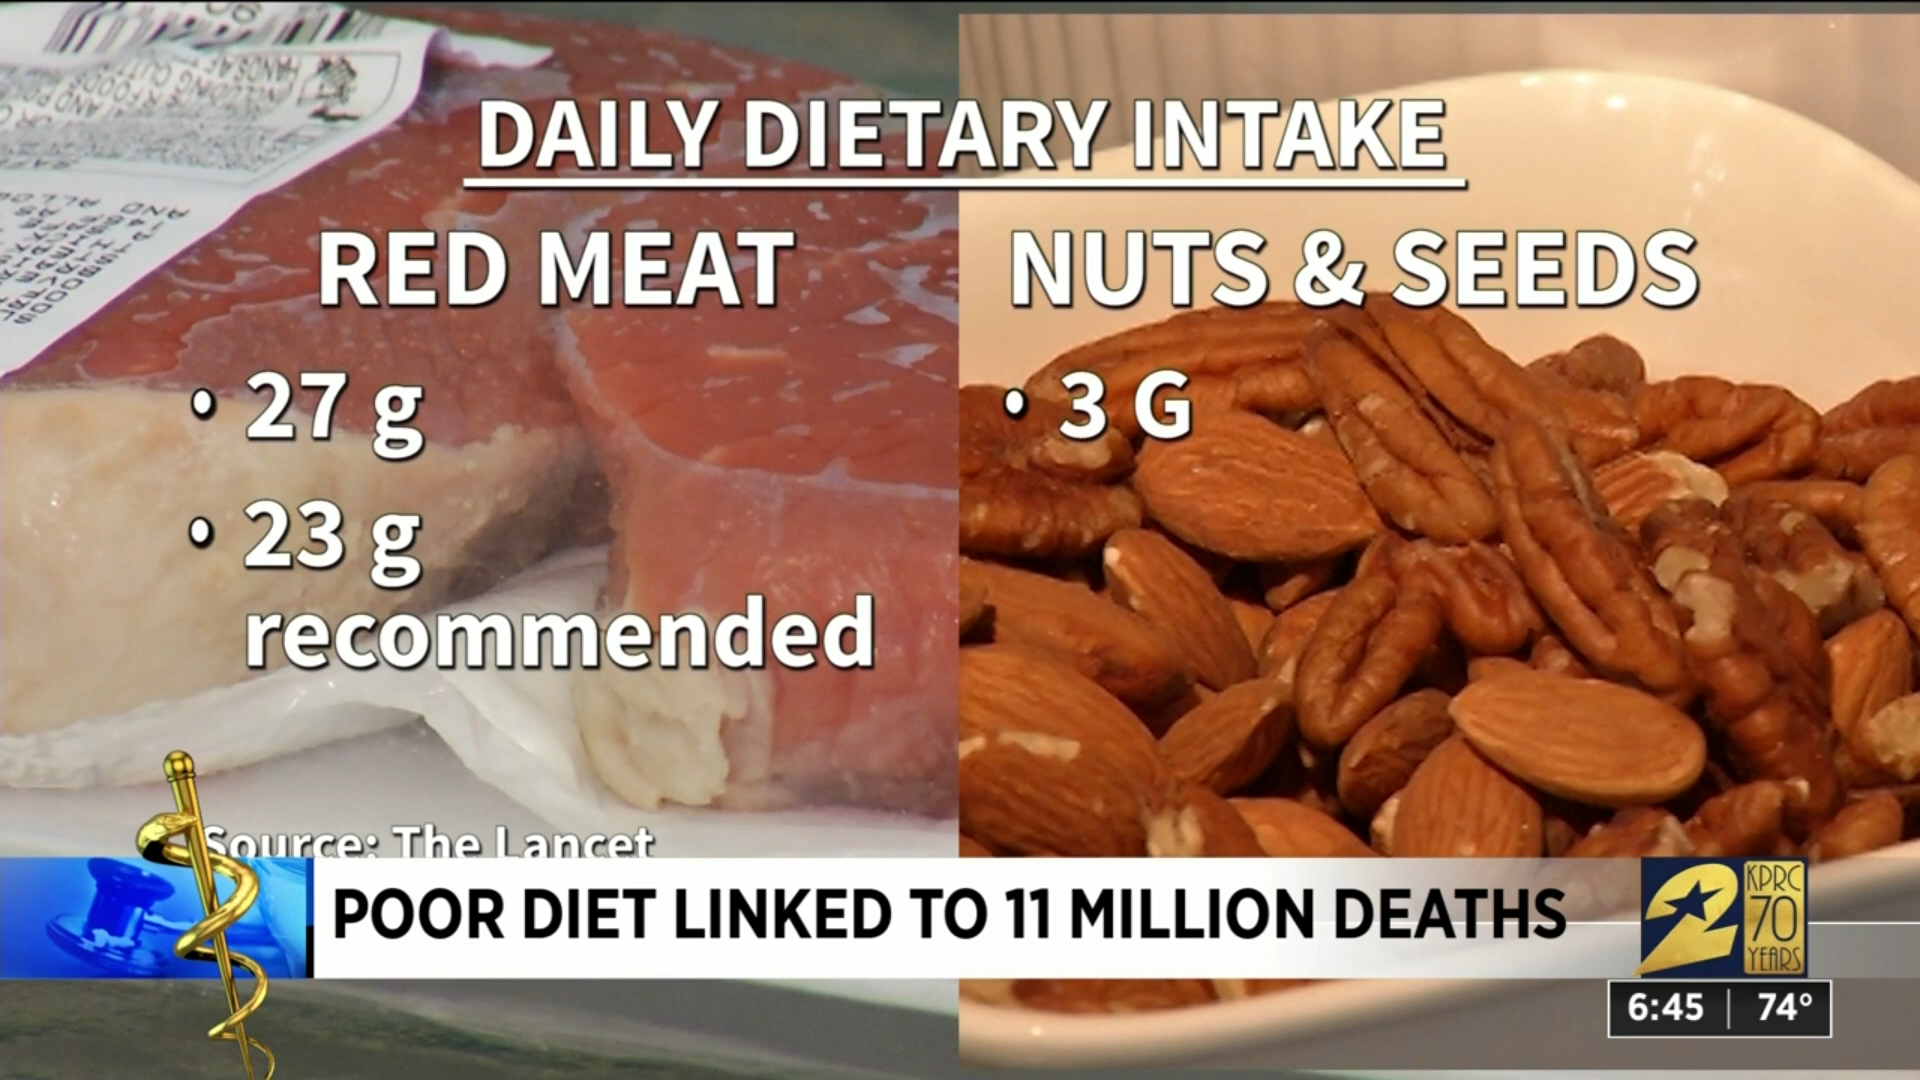 DAILY DIETARY INTAKE
RED MEAT
• 27 g
• 23 g
recommended
NUTS & SEEDS
• 3 G
Source: The Lancet
POOR DIET LINKED TO 11 MILLION DEATHS
2
KPRC
70
YEARS
6:45 | 74°